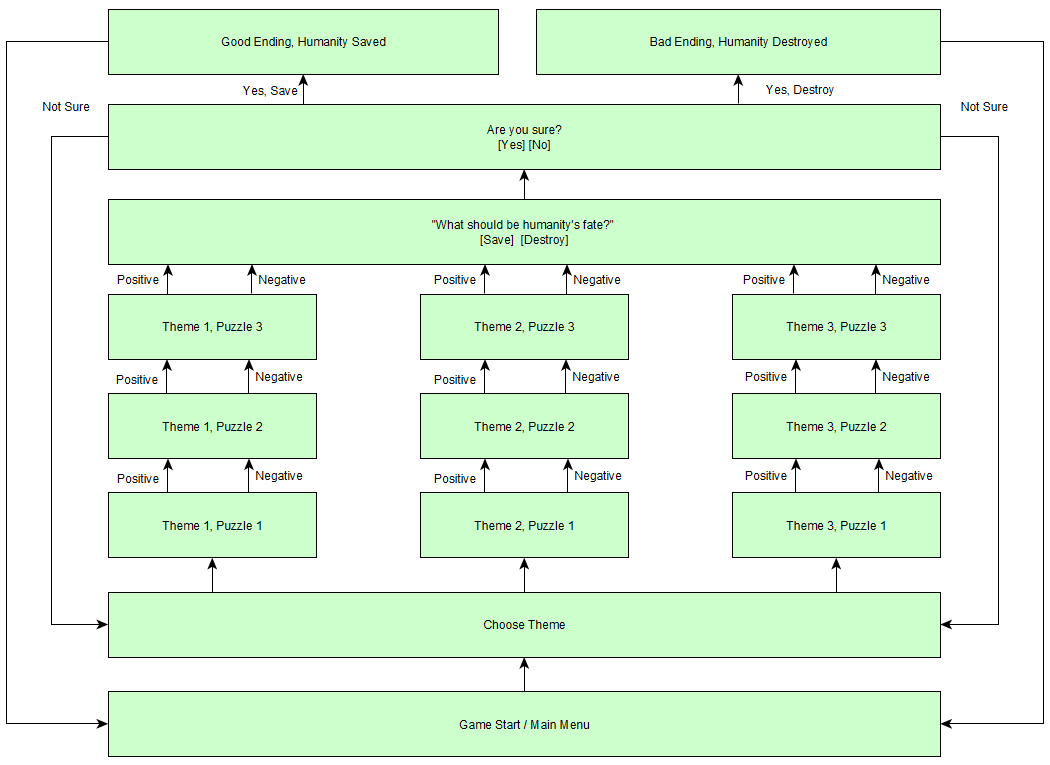 Good Ending, Humanity Saved
Bad Ending, Humanity Destroyed
Yes, Save
Yes, Destroy
Not Sure
Not Sure
Are you sure?
[Yes] [No]
"What should be humanity's fate?"
[Save]  [Destroy]
Positive
Negative
Positive
Negative
Positive
Negative
Theme 1, Puzzle 3
Theme 2, Puzzle 3
Theme 3, Puzzle 3
Positive
Negative
Positive
Negative
Positive
Negative
Theme 1, Puzzle 2
Theme 2, Puzzle 2
Theme 3, Puzzle 2
Positive
Negative
Positive
Negative
Positive
Negative
Theme 1, Puzzle 1
Theme 2, Puzzle 1
Theme 3, Puzzle 1
Choose Theme
Game Start / Main Menu